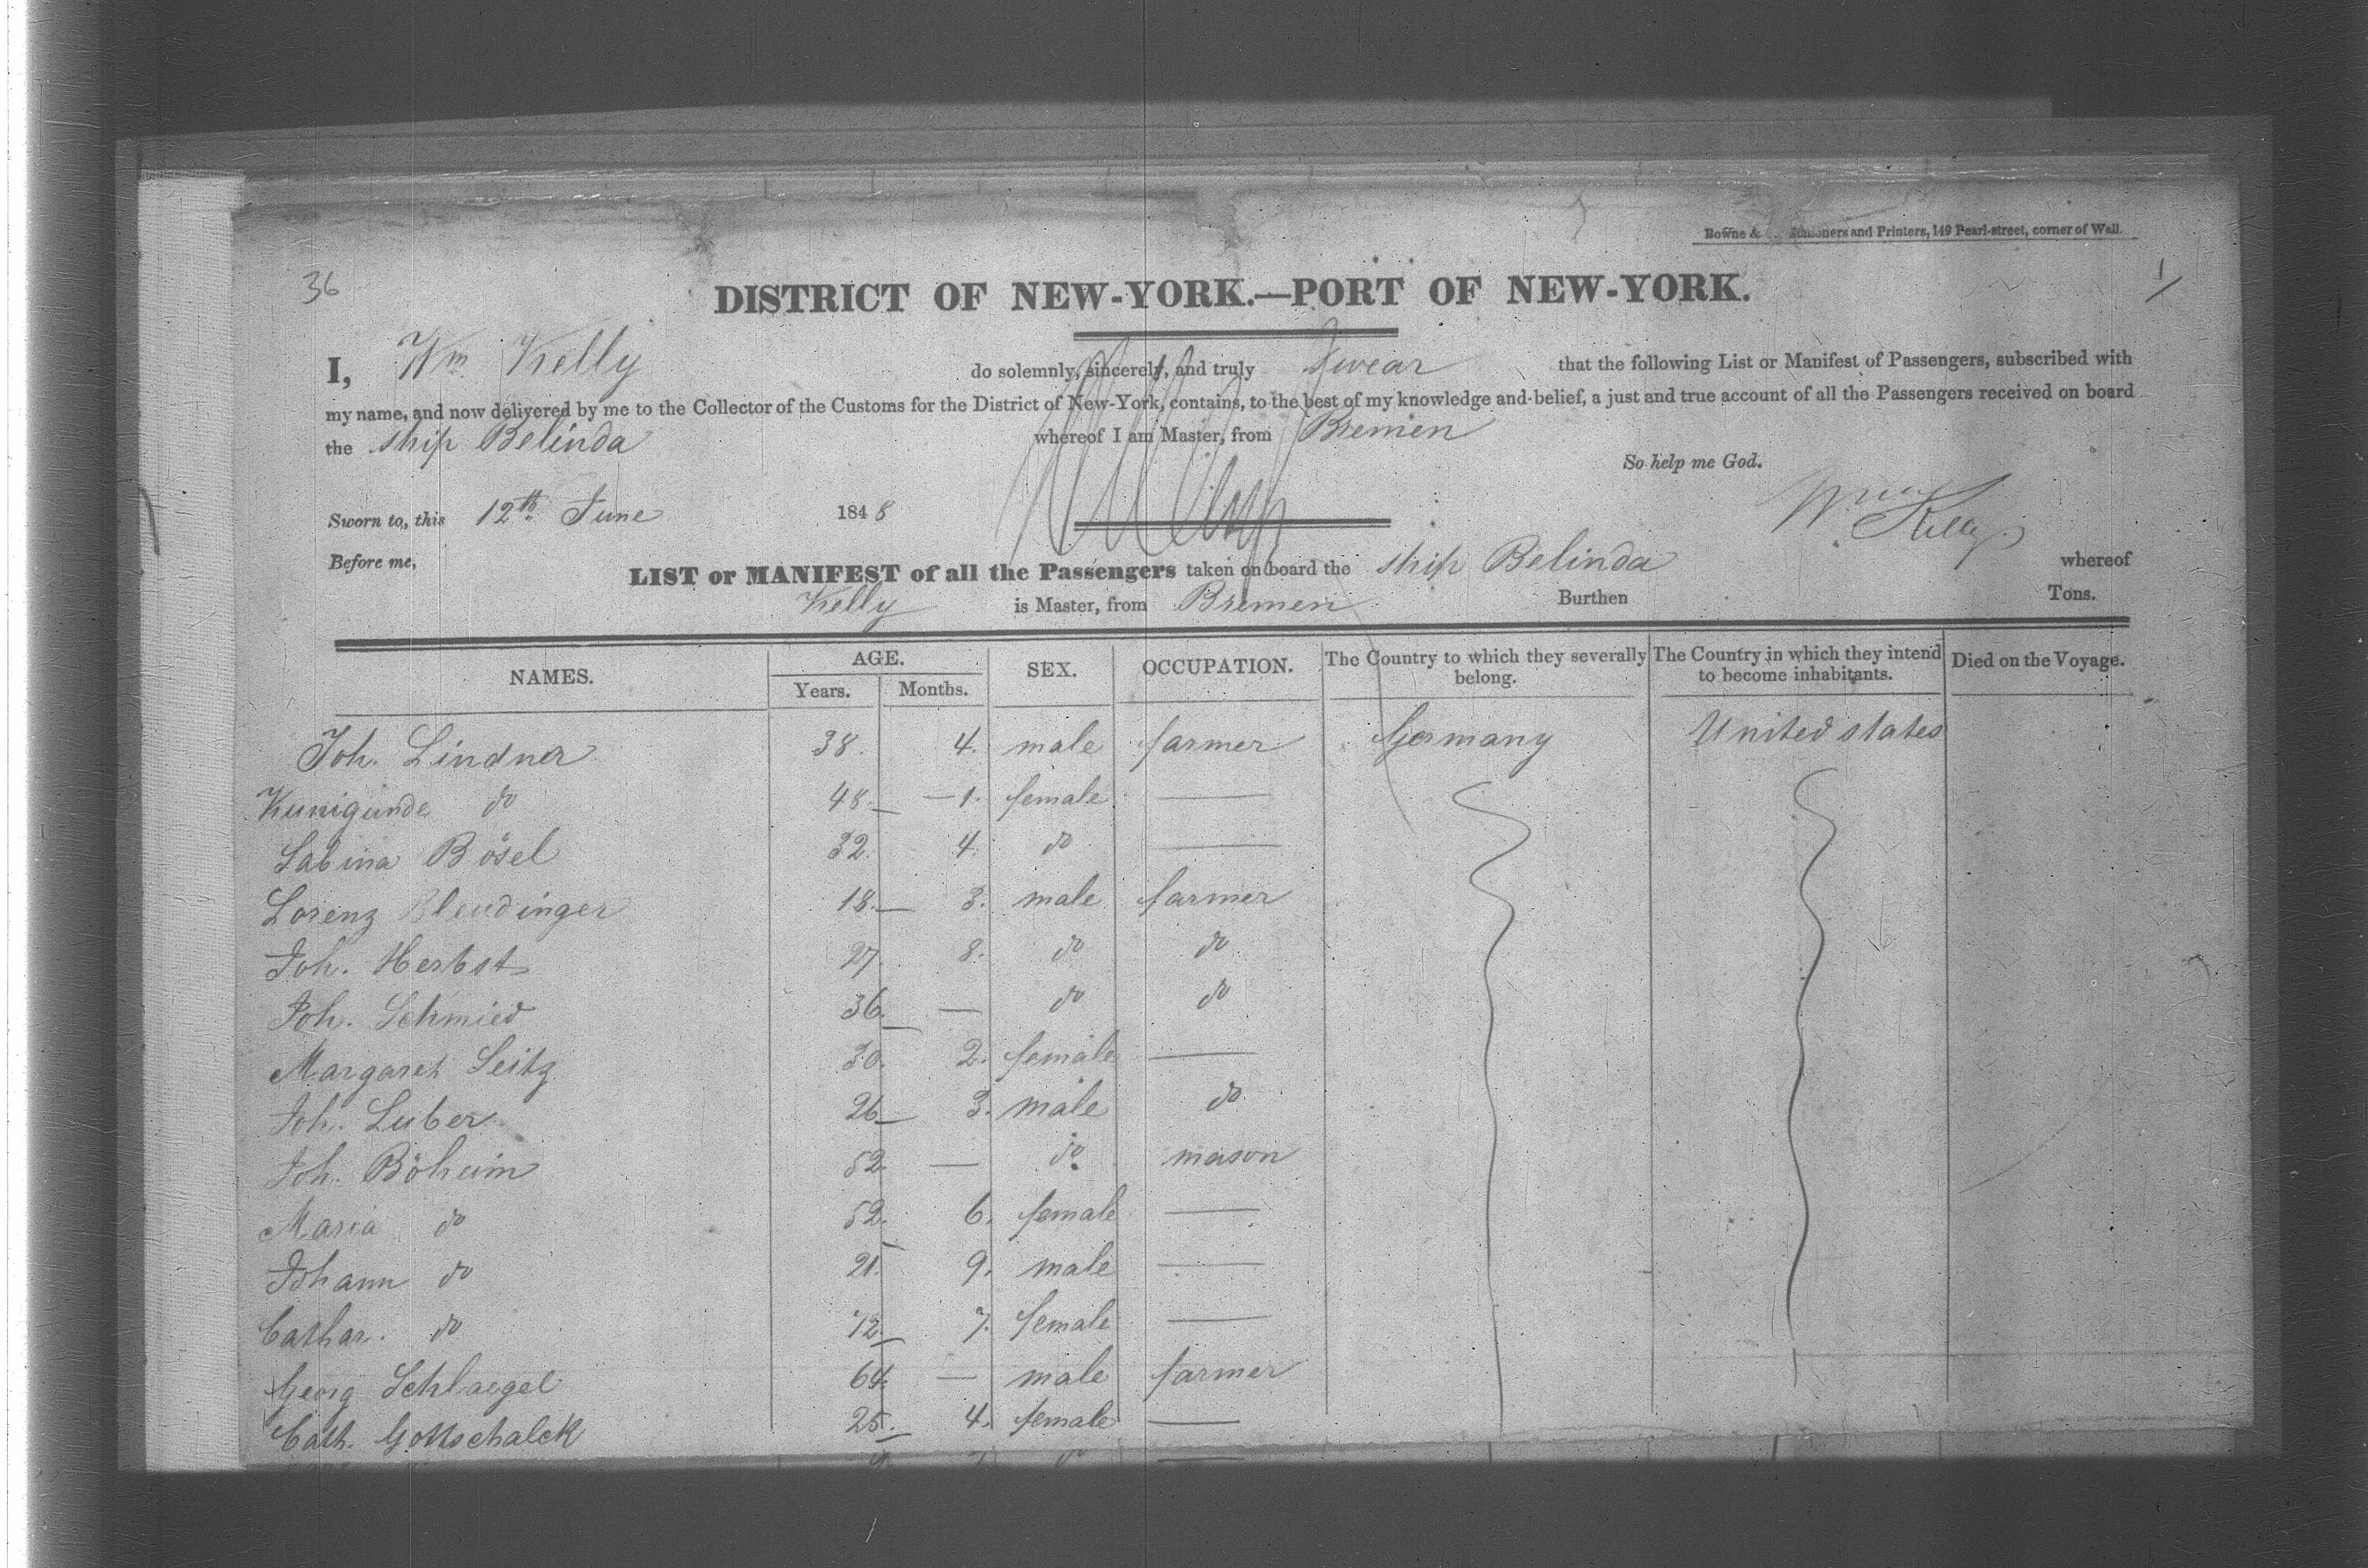 Bowne & Stationers and Printers, 149 Pearl-street, corner of Wall.
36
1
DISTRICT OF NEW-YORK.—PORT OF NEW-YORK.
I, Wm Kelly do solemnly, sincerely, and truly swear that the following List or Manifest of Passengers, subscribed with
my name, and now delivered by me to the Collector of the Customs for the District of New-York, contains, to the best of my knowledge and belief, a just and true account of all the Passengers received on board
the ship Belinda whereof I am Master, from Bremen
So help me God.
Sworn to, this 12th June 1848 Wm Kelly
Before me,
LIST or MANIFEST of all the Passengers taken on board the ship Belinda whereof
Kelly is Master, from Bremen Burthen Tons.
NAMES. AGE. Years. Months. SEX. OCCUPATION. The Country to which they severally belong. The Country in which they intend to become inhabitants. Died on the Voyage.
Joh. Lindner 38. 4. male farmer Germany United states
Kunigunde do 48. — 1. female —
Sabina Bösel 32. 4. do —
Lorenz Bleudinger 18. — 3. male farmer
Joh. Herbst 27. 8. do do
Joh. Schmied 36. — do do
Margaret Seitz 30. 2. female —
Joh. Luber 26 — 3. male do
Joh. Böheim 52. — do mason
Maria do 52. 6. female —
Johann do 21. 9. male —
Cathar. do 12. 7. female —
Georg Schlaegel 64. — male farmer
Cath. Gottschalck 25. 4. female —